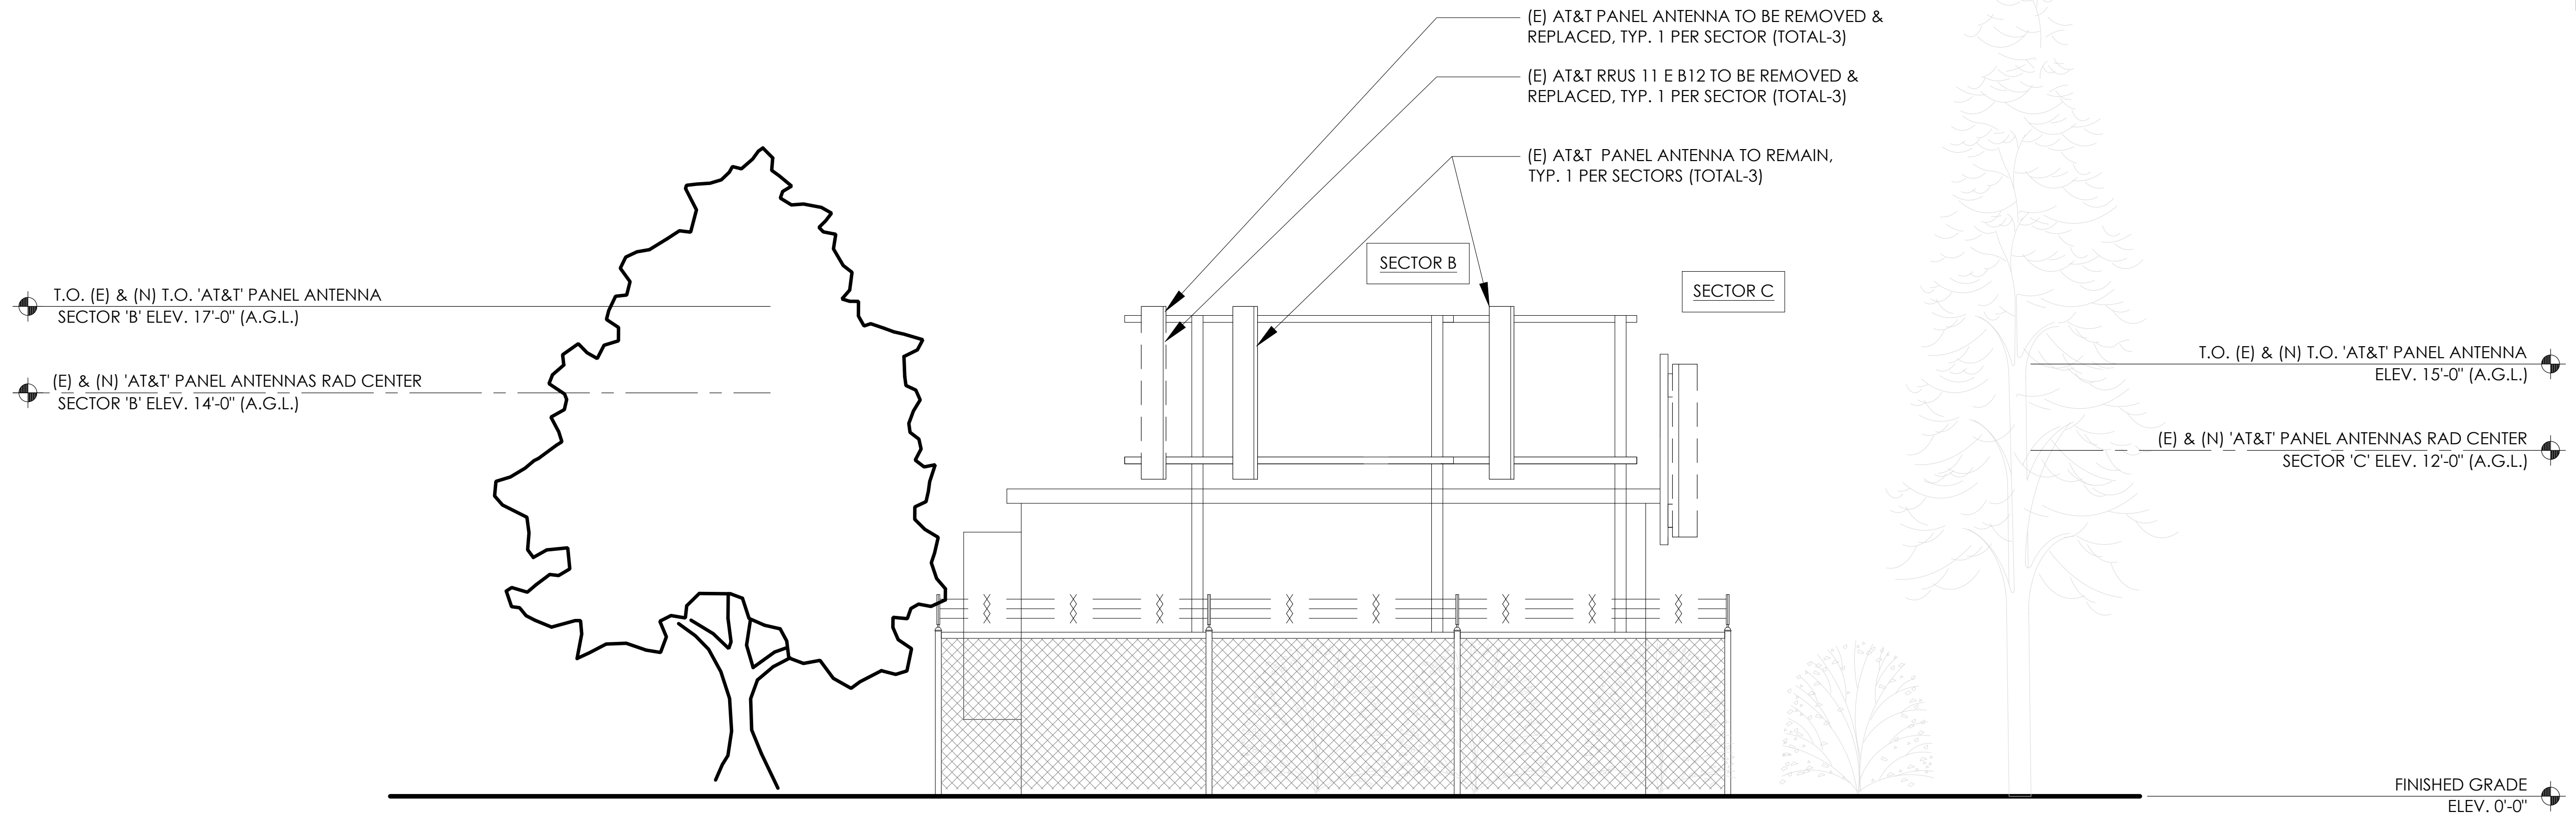 (E) AT&T PANEL ANTENNA TO BE REMOVED &
REPLACED, TYP. 1 PER SECTOR (TOTAL-3)
(E) AT&T RRUS 11 E B12 TO BE REMOVED &
REPLACED, TYP. 1 PER SECTOR (TOTAL-3)
(E) AT&T PANEL ANTENNA TO REMAIN,
TYP. 1 PER SECTORS (TOTAL-3)
SECTOR B
SECTOR C
T.O. (E) & (N) T.O. 'AT&T' PANEL ANTENNA
SECTOR 'B' ELEV. 17'-0" (A.G.L.)
(E) & (N) 'AT&T' PANEL ANTENNAS RAD CENTER
SECTOR 'B' ELEV. 14'-0" (A.G.L.)
T.O. (E) & (N) T.O. 'AT&T' PANEL ANTENNA
ELEV. 15'-0" (A.G.L.)
(E) & (N) 'AT&T' PANEL ANTENNAS RAD CENTER
SECTOR 'C' ELEV. 12'-0" (A.G.L.)
FINISHED GRADE
ELEV. 0'-0"